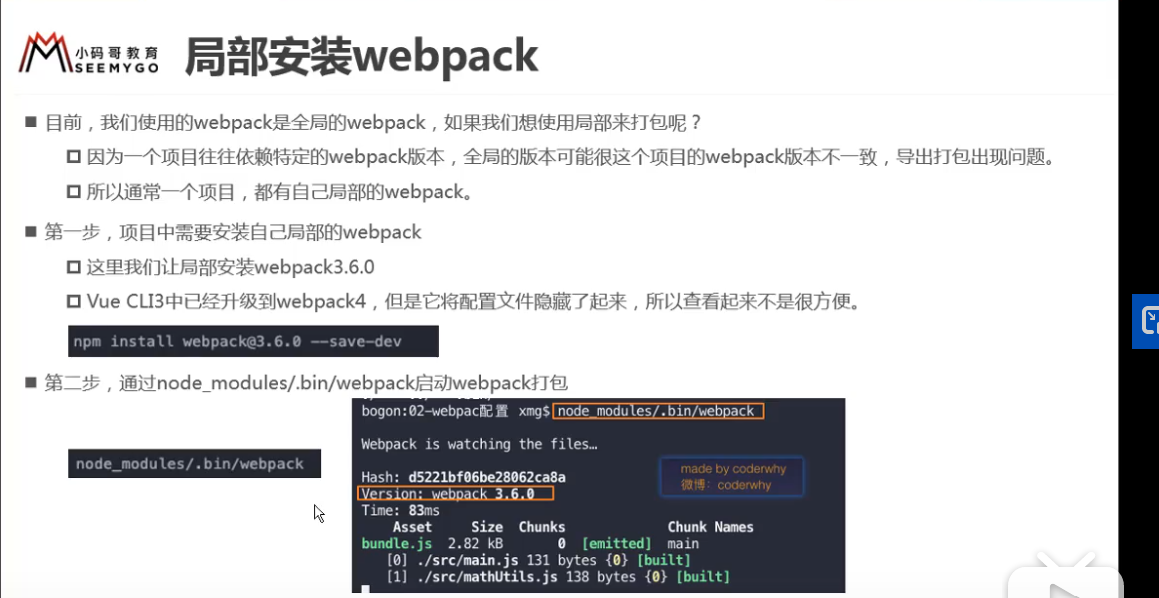 小码哥教育
SEEMYGO
局部安装webpack
目前，我们使用的webpack是全局的webpack，如果我们想使用局部来打包呢？
因为一个项目往往依赖特定的webpack版本，全局的版本可能很这个项目的webpack版本不一致，导出打包出现问题。
所以通常一个项目，都有自己局部的webpack。
第一步，项目中需要安装自己局部的webpack
这里我们让局部安装webpack3.6.0
Vue CLI3中已经升级到webpack4，但是它将配置文件隐藏了起来，所以查看起来不是很方便。
npm install webpack@3.6.0 --save-dev
第二步，通过node_modules/.bin/webpack启动webpack打包
node_modules/.bin/webpack
bogon:02-webpac配置 xmg$ node_modules/.bin/webpack
Webpack is watching the files…
Hash: d5221bf06be28062ca8a
Version: webpack 3.6.0
Time: 83ms
Asset Size Chunks Chunk Names
bundle.js 2.82 kB 0 [emitted] main
[0] ./src/main.js 131 bytes {0} [built]
[1] ./src/mathUtils.js 138 bytes {0} [built]
made by coderwhy
微博：coderwhy